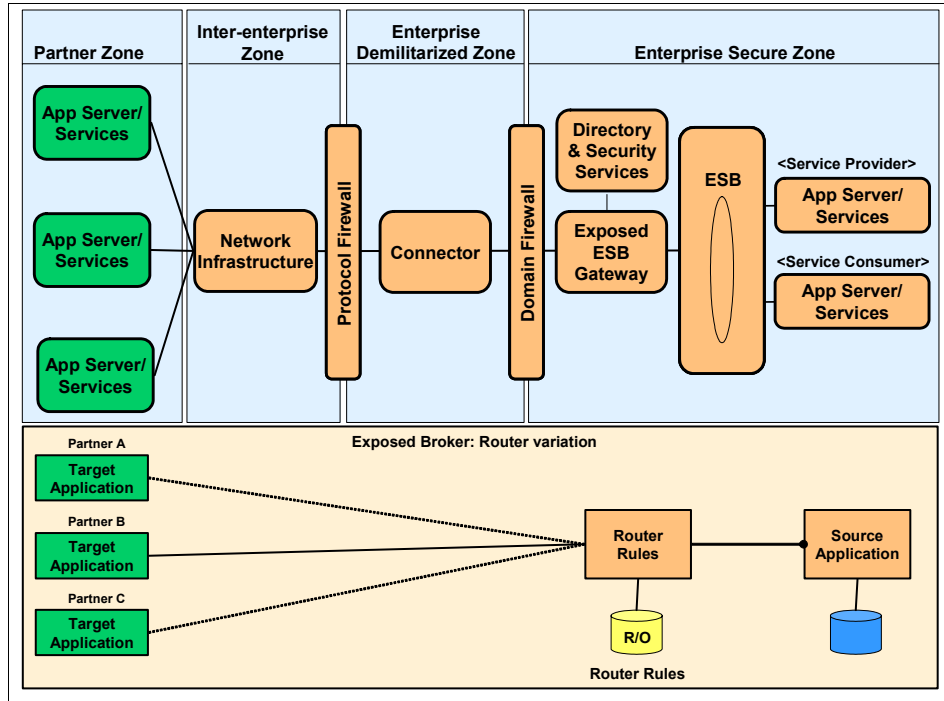 Partner Zone
Inter-enterprise
Zone
Enterprise
Demilitarized Zone
Enterprise Secure Zone
App Server/
Services
App Server/
Services
App Server/
Services
Network
Infrastructure
Protocol Firewall
Connector
Domain Firewall
Directory
& Security
Services
Exposed
ESB
Gateway
ESB
<Service Provider>
App Server/
Services
<Service Consumer>
App Server/
Services
Exposed Broker: Router variation
Partner A
Target
Application
Partner B
Target
Application
Partner C
Target
Application
Router
Rules
Source
Application
R/O
Router Rules